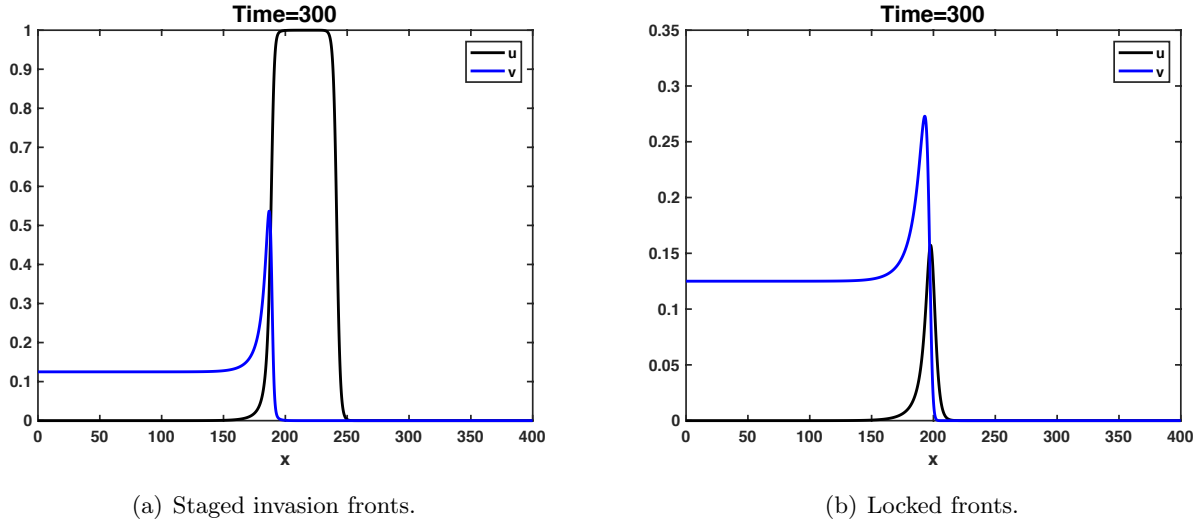 Time=300
1
0.9
0.8
0.7
0.6
0.5
0.4
0.3
0.2
0.1
0
0 50 100 150 200 250 300 350 400
x
u
v
(a) Staged invasion fronts.
Time=300
0.35
0.3
0.25
0.2
0.15
0.1
0.05
0
0 50 100 150 200 250 300 350 400
x
u
v
(b) Locked fronts.